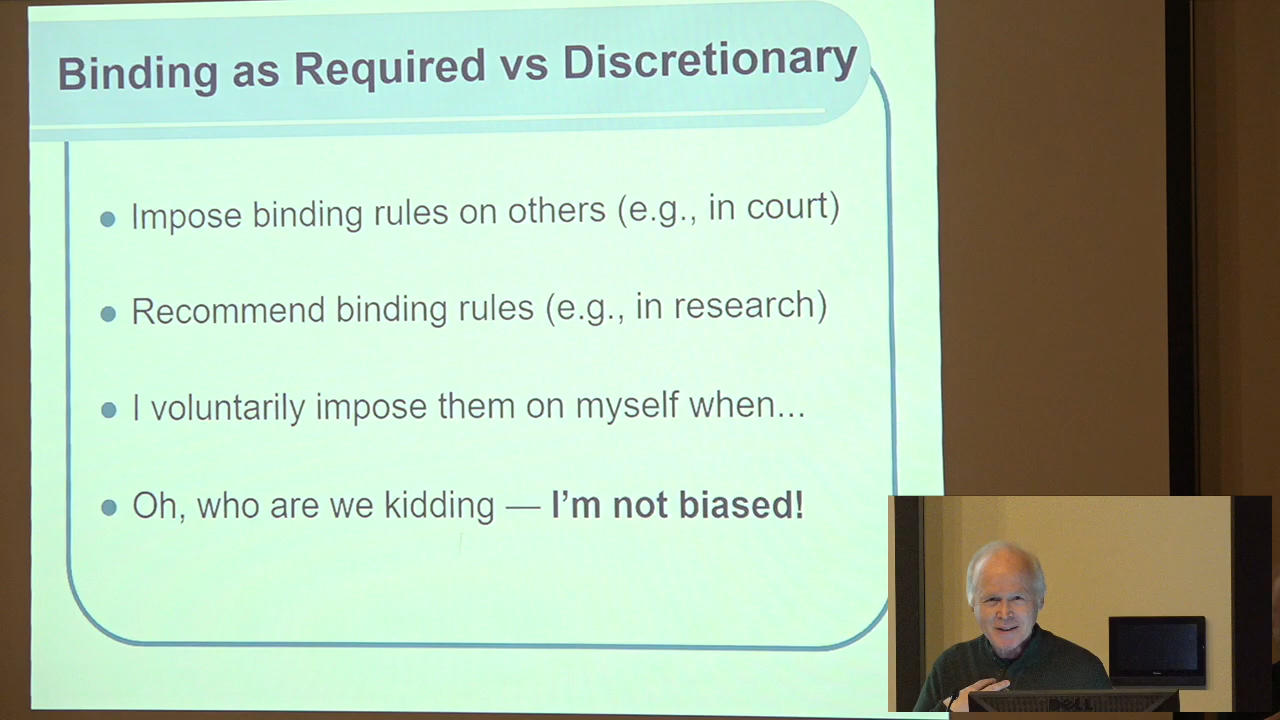 Binding as Required vs Discretionary
Impose binding rules on others (e.g., in court)
Recommend binding rules (e.g., in research)
I voluntarily impose them on myself when...
Oh, who are we kidding — I'm not biased!
DELL